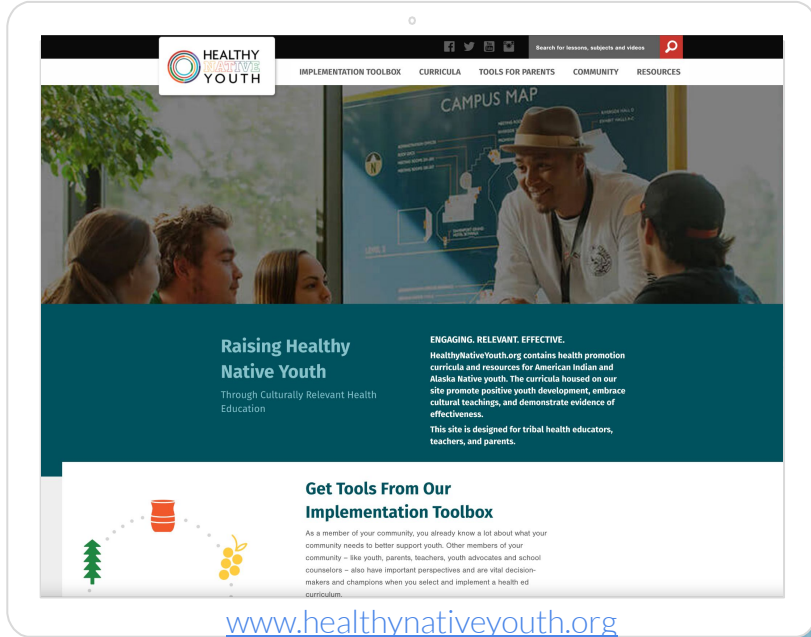 HEALTHY
NATIVE
YOUTH
Search for lessons, subjects and videos
IMPLEMENTATION TOOLBOX CURRICULA TOOLS FOR PARENTS COMMUNITY RESOURCES
CAMPUS MAP
Raising Healthy
Native Youth
Through Culturally Relevant Health
Education
ENGAGING. RELEVANT. EFFECTIVE.
HealthyNativeYouth.org contains health promotion
curricula and resources for American Indian and
Alaska Native youth. The curricula housed on our
site promote positive youth development, embrace
cultural teachings, and demonstrate evidence of
effectiveness.
This site is designed for tribal health educators,
teachers, and parents.
Get Tools From Our
Implementation Toolbox
As a member of your community, you already know a lot about what your
community needs to better support youth. Other members of your
community – like youth, parents, teachers, youth advocates and school
counselors – also have important perspectives and are vital decision-
makers and champions when you select and implement a health ed
curriculum.
www.healthynativeyouth.org